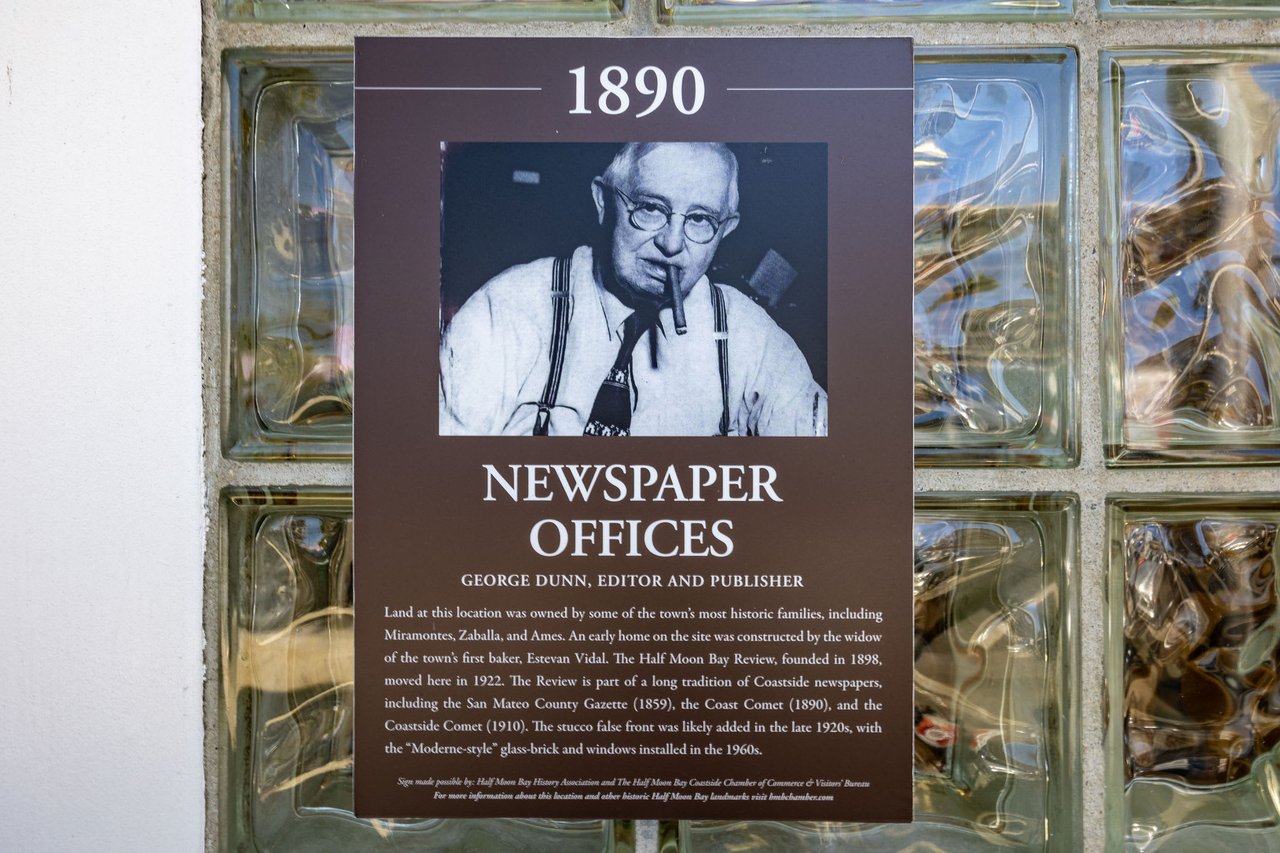 1890
NEWSPAPER
OFFICES
GEORGE DUNN, EDITOR AND PUBLISHER
Land at this location was owned by some of the town's most historic families, including
Miramontes, Zaballa, and Ames. An early home on the site was constructed by the widow
of the town's first baker, Estevan Vidal. The Half Moon Bay Review, founded in 1898,
moved here in 1922. The Review is part of a long tradition of Coastside newspapers,
including the San Mateo County Gazette (1859), the Coast Comet (1890), and the
Coastside Comet (1910). The stucco false front was likely added in the late 1920s, with
the “Moderne-style” glass-brick and windows installed in the 1960s.
Sign made possible by: Half Moon Bay History Association and The Half Moon Bay Coastside Chamber of Commerce & Visitors' Bureau
For more information about this location and other historic Half Moon Bay landmarks visit hmbchamber.com